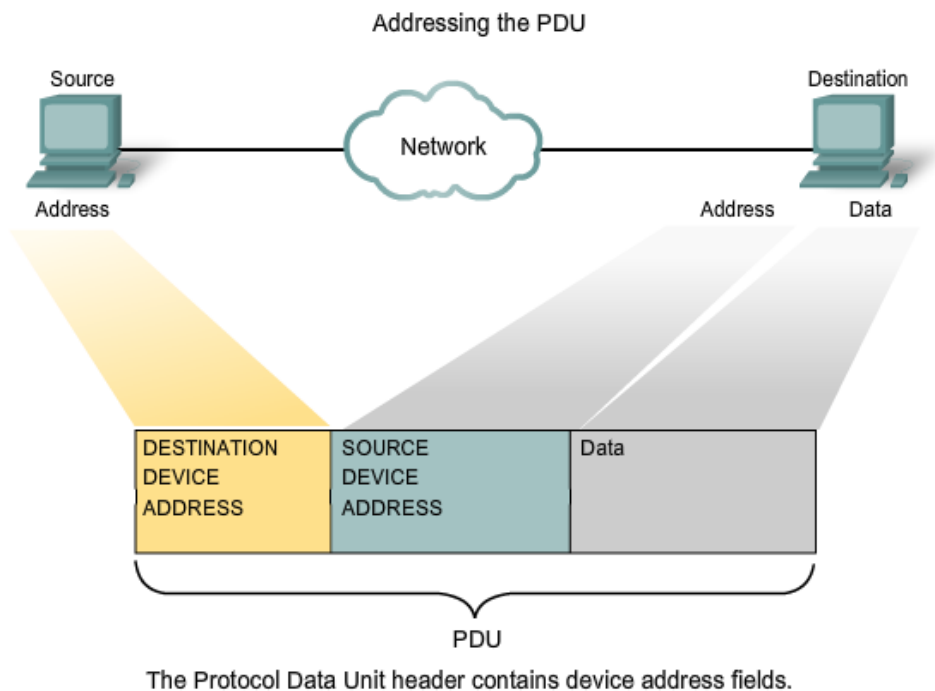 Addressing the PDU
Source
Destination
Network
Address
Address
Data
DESTINATION
DEVICE
ADDRESS
SOURCE
DEVICE
ADDRESS
Data
PDU
The Protocol Data Unit header contains device address fields.